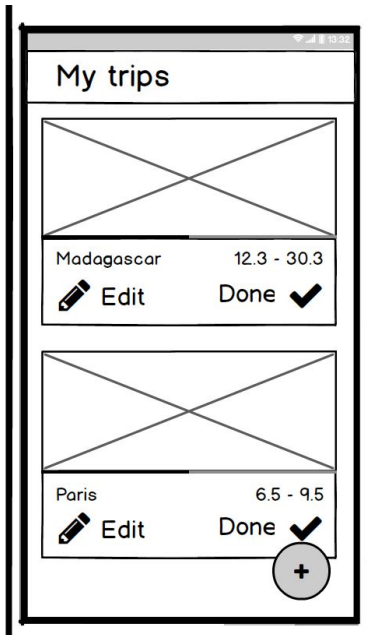 13:32
My trips
Madagascar 12.3 - 30.3
Edit Done
Paris 6.5 - 9.5
Edit Done
+